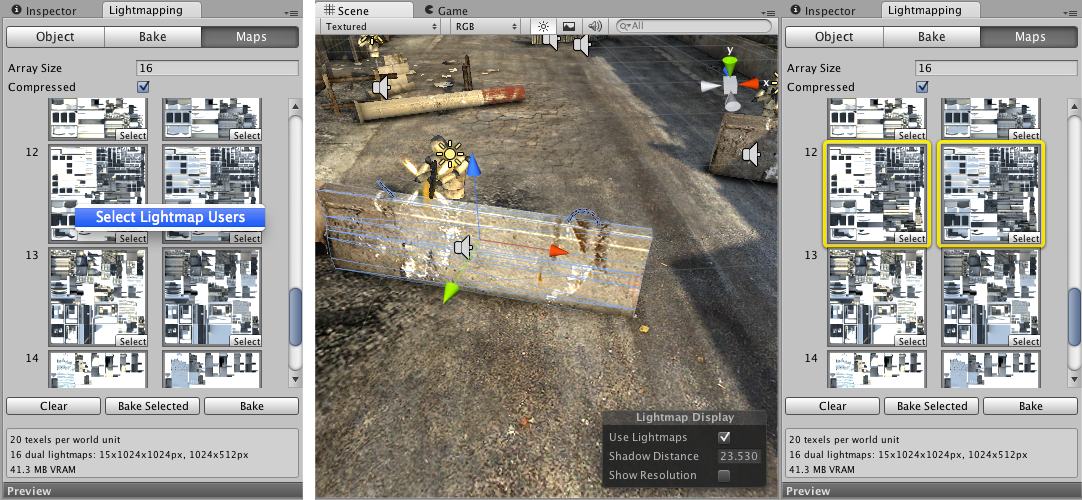 Inspector
Lightmapping
Object
Bake
Maps
Array Size
16
Compressed
Select
Select
12
Select Lightmap Users
Select
Select
13
Select
Select
14
Clear
Bake Selected
Bake
20 texels per world unit
16 dual lightmaps: 15x1024x1024px, 1024x512px
41.3 MB VRAM
Preview
Scene
Game
Textured
RGB
All
y
x
Lightmap Display
Use Lightmaps
Shadow Distance
23.530
Show Resolution
Inspector
Lightmapping
Object
Bake
Maps
Array Size
16
Compressed
Select
Select
12
Select
Select
13
Select
Select
14
Clear
Bake Selected
Bake
20 texels per world unit
16 dual lightmaps: 15x1024x1024px, 1024x512px
41.3 MB VRAM
Preview